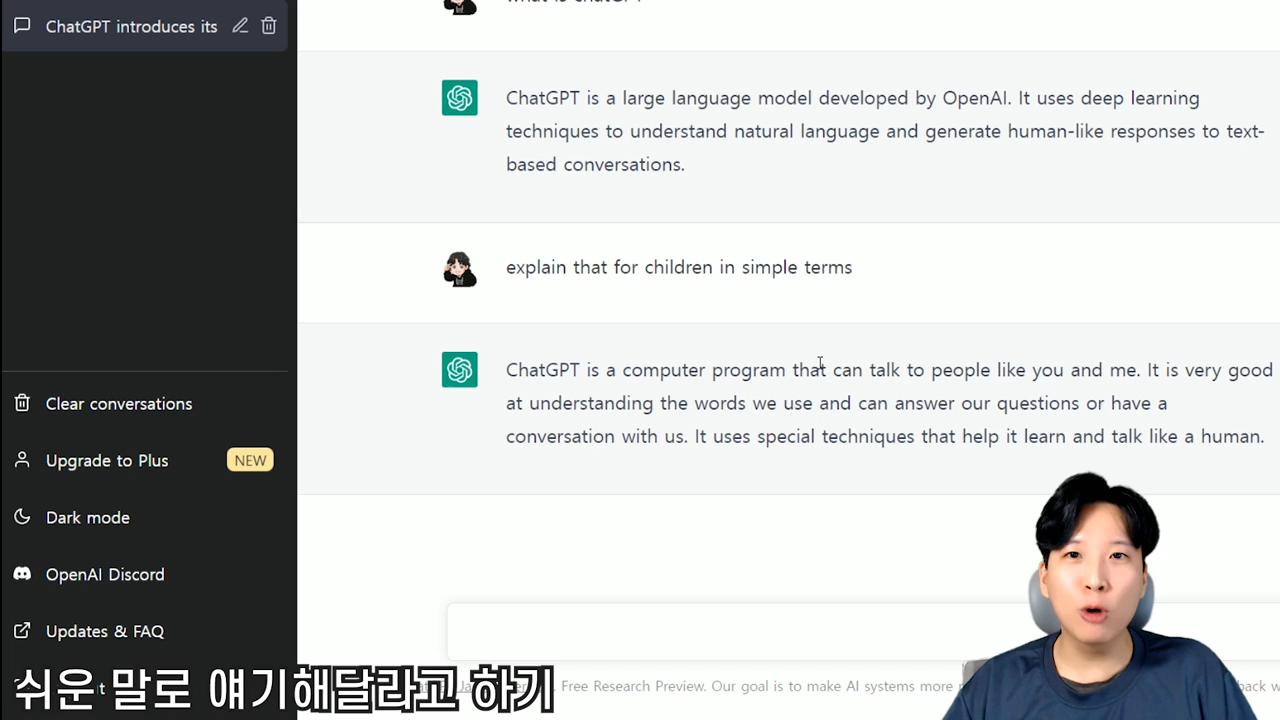 ChatGPT introduces its
what is chatGPT
ChatGPT is a large language model developed by OpenAI. It uses deep learning
techniques to understand natural language and generate human-like responses to text-
based conversations.
explain that for children in simple terms
ChatGPT is a computer program that can talk to people like you and me. It is very good
at understanding the words we use and can answer our questions or have a
conversation with us. It uses special techniques that help it learn and talk like a human.
Clear conversations
Upgrade to Plus NEW
Dark mode
OpenAI Discord
Updates & FAQ
쉬운 말로 얘기해달라고 하기
Free Research Preview. Our goal is to make AI systems more